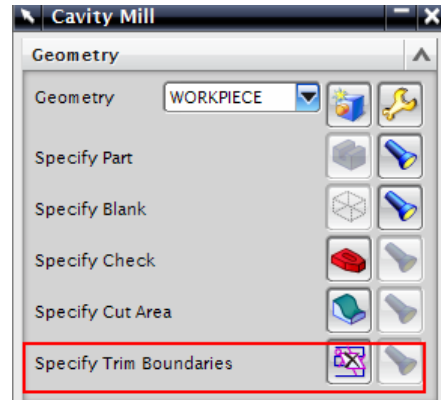 Cavity Mill
Geometry
Geometry WORKPIECE
Specify Part
Specify Blank
Specify Check
Specify Cut Area
Specify Trim Boundaries